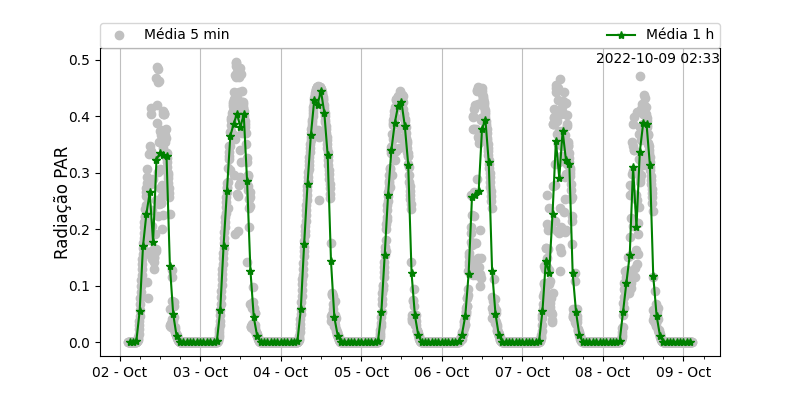 Média 5 min
Média 1 h
2022-10-09 02:33
Radiação PAR
0.5
0.4
0.3
0.2
0.1
0.0
02 - Oct
03 - Oct
04 - Oct
05 - Oct
06 - Oct
07 - Oct
08 - Oct
09 - Oct